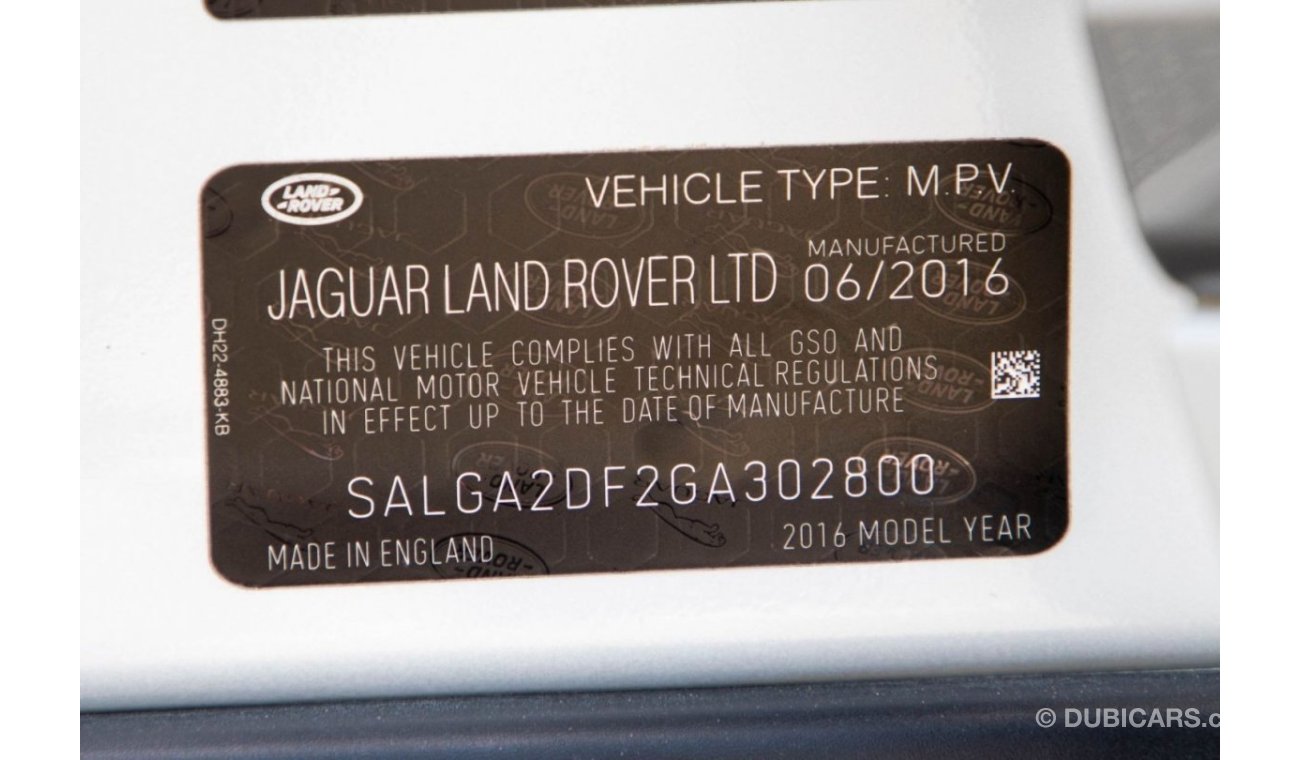 LAND-
-ROVER
VEHICLE TYPE: M.P.V.
MANUFACTURED
JAGUAR LAND ROVER LTD 06/2016
THIS VEHICLE COMPLIES WITH ALL GSO AND
NATIONAL MOTOR VEHICLE TECHNICAL REGULATIONS
IN EFFECT UP TO THE DATE OF MANUFACTURE
DH22-4883-KB
SALGA2DF2GA302800
MADE IN ENGLAND
2016 MODEL YEAR
© DUBICARS.c